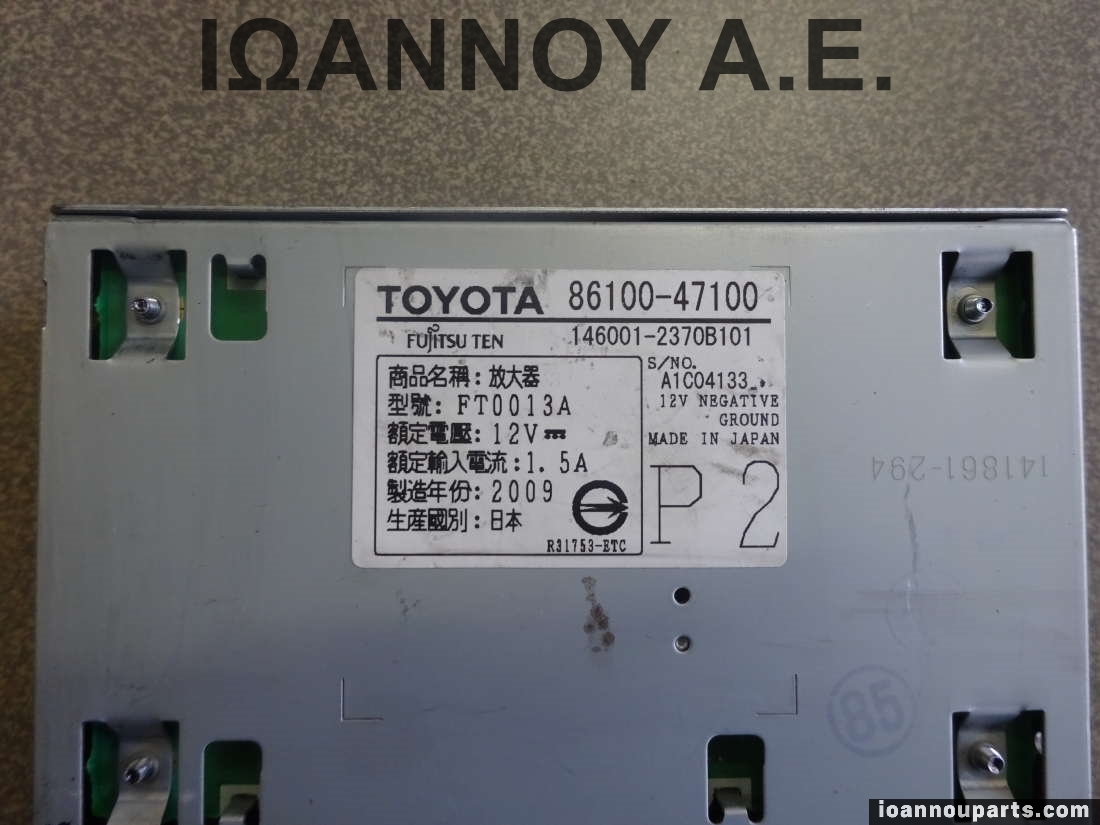 ΙΩΑΝΝΟΥ Α.Ε.
TOYOTA 86100-47100
FUJITSU TEN 146001-2370B101
商品名稱：放大器
型號：FT0013A
額定電壓：12V
額定輸入電流：1.5A
製造年份：2009
生產國別：日本
R31753-ETC
S/NO.
A1C04133
12V NEGATIVE
GROUND
MADE IN JAPAN
P 2
141861-294
85
ioannouparts.com